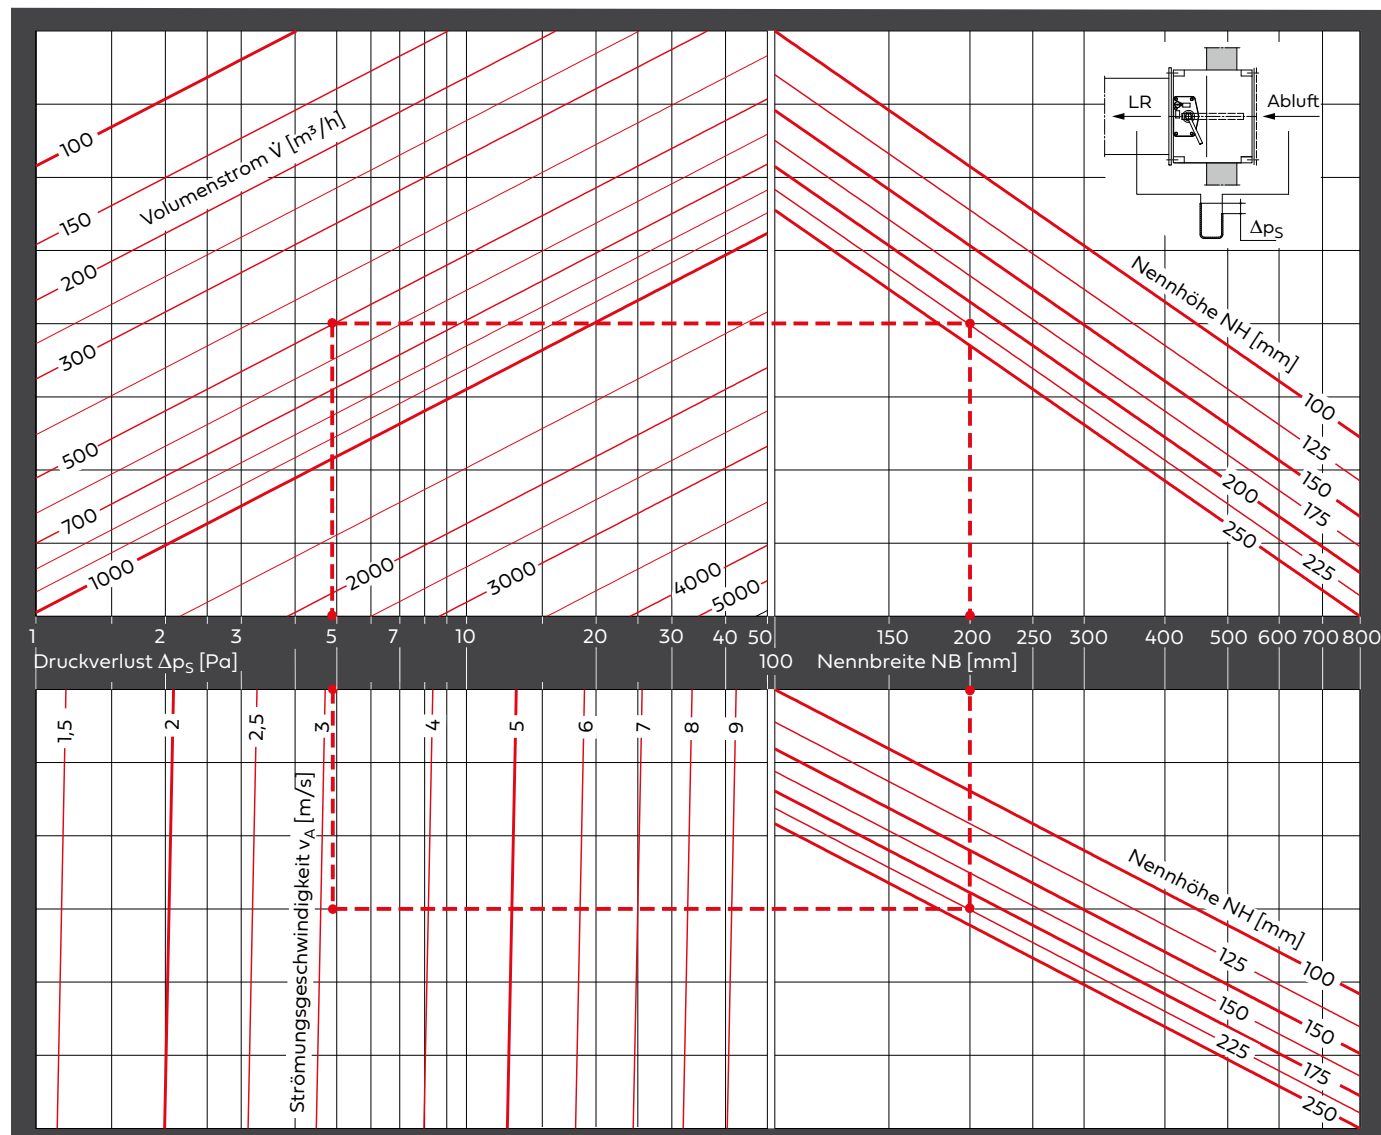 LR
Abluft
ΔpS
100
Volumenstrom V̇ [m³/h]
150
200
300
500
700
1000
2000
3000
4000
5000
Nennhöhe NH [mm]
100
125
150
175
200
225
250
1 2 3 5 7 10 20 30 40 50 150 200 250 300 400 500 600 700 800
Druckverlust ΔpS [Pa] 100 Nennbreite NB [mm]
1,5 2 2,5 3 4 5 6 7 8 9
Strömungsgeschwindigkeit vA [m/s]
Nennhöhe NH [mm]
100
125
150
150
175
225
250